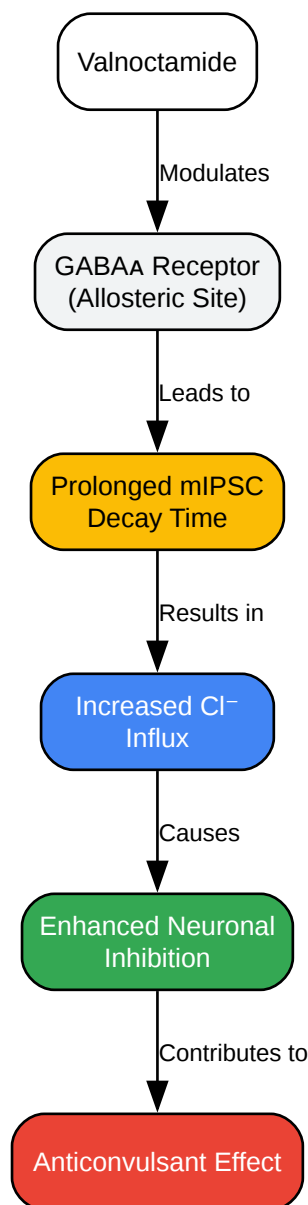 Valnoctamide
Modulates
GABAᴀ Receptor
(Allosteric Site)
Leads to
Prolonged mIPSC
Decay Time
Results in
Increased Cl⁻
Influx
Causes
Enhanced Neuronal
Inhibition
Contributes to
Anticonvulsant Effect